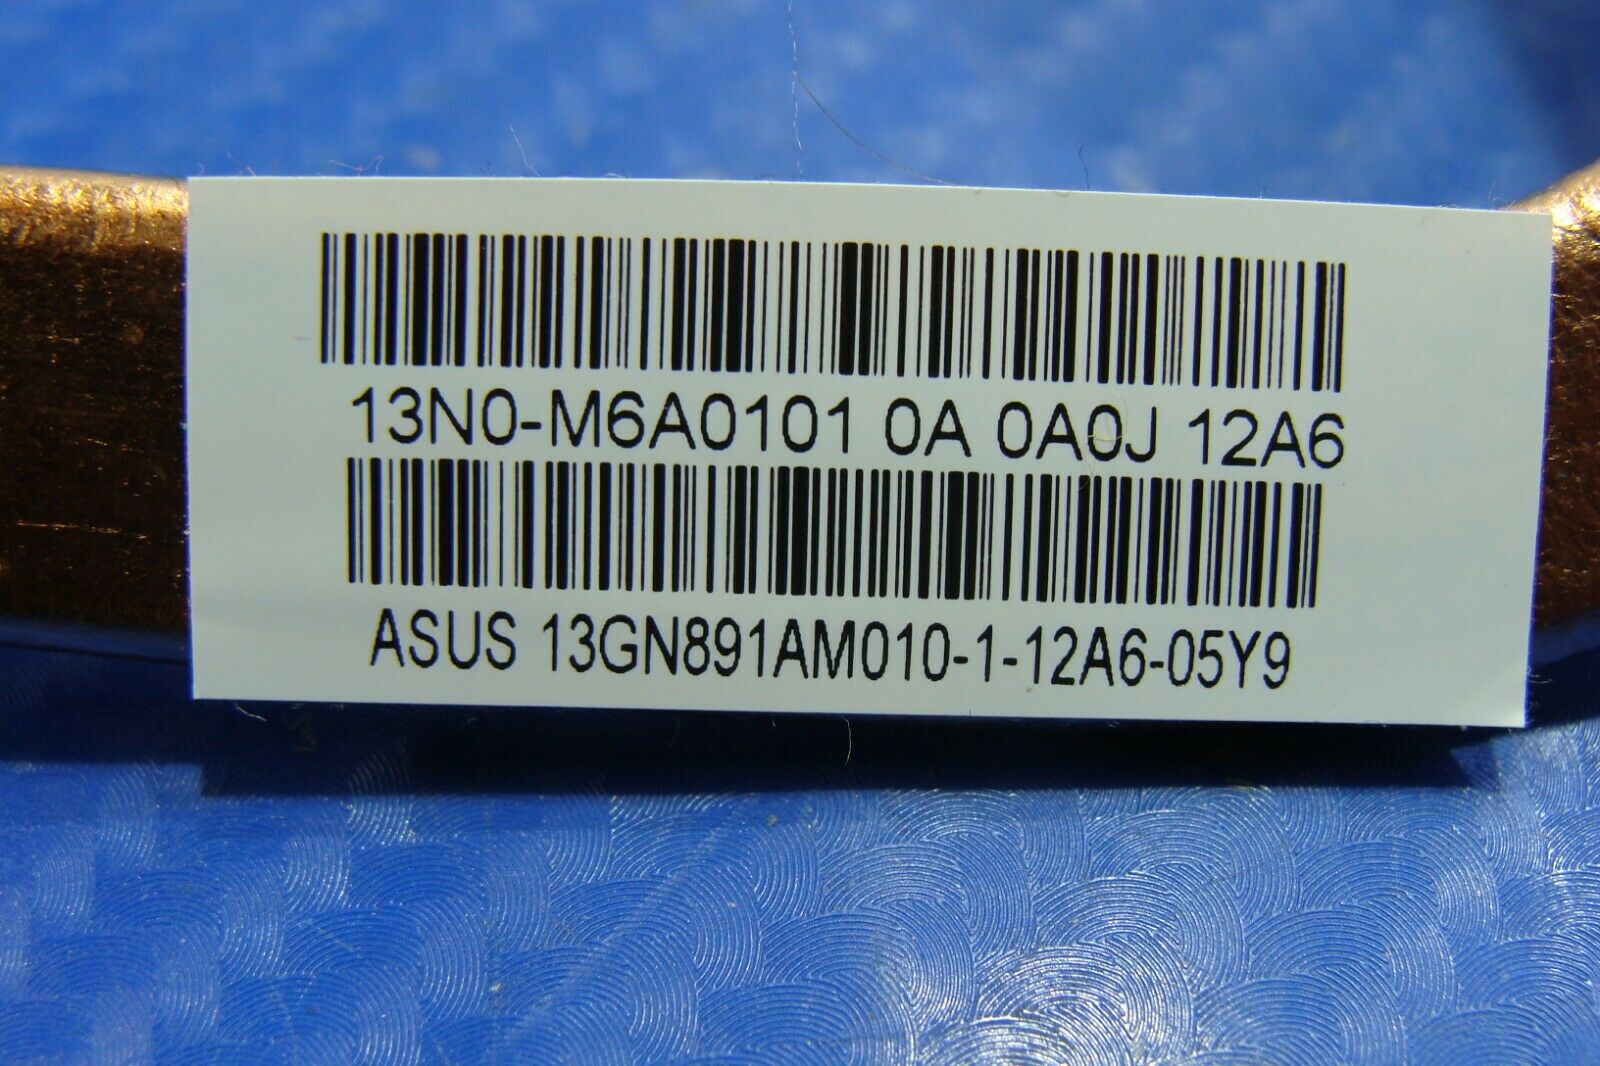 13N0-M6A0101 0A 0A0J 12A6
ASUS 13GN891AM010-1-12A6-05Y9